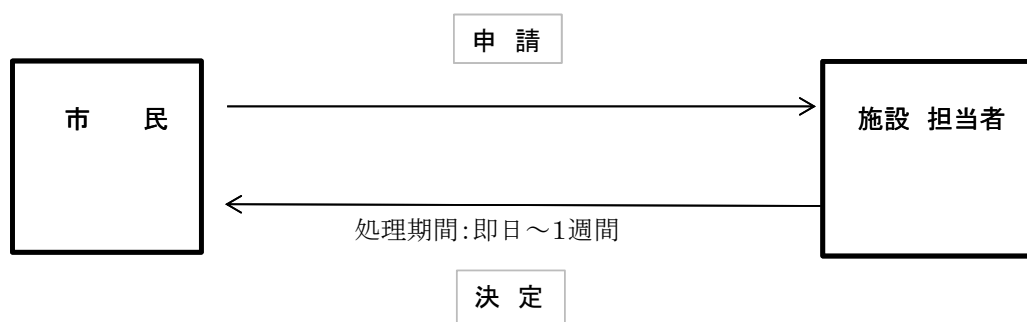 申 請
市 民
施設 担当者
処理期間:即日～1週間
決 定